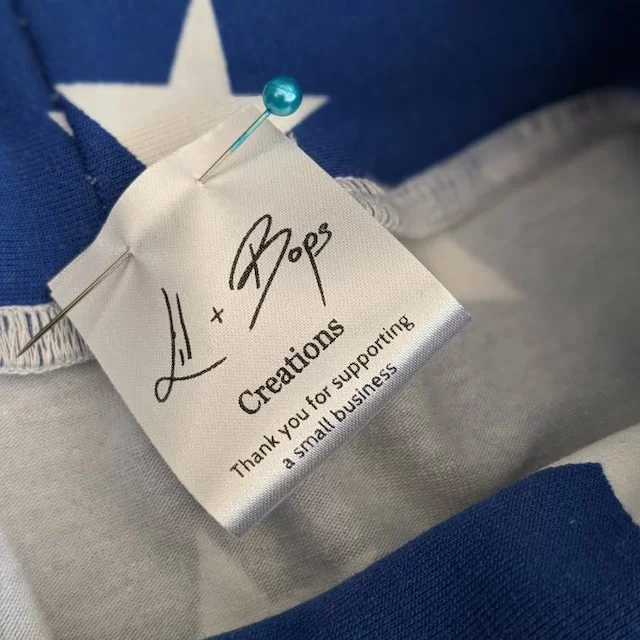 Lil + Bops
Creations
Thank you for supporting
a small business